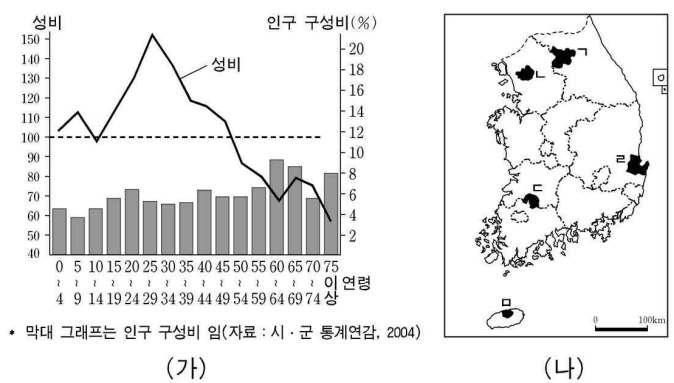 성비
인구 구성비(%)
150
140
130
120
110
100
90
80
70
60
50
40
성비
20
18
16
14
12
10
8
6
4
2
0 5 10 15 20 25 30 35 40 45 50 55 60 65 70 75
~ ~ ~ ~ ~ ~ ~ ~ ~ ~ ~ ~ ~ ~ ~ 이상
4 9 14 19 24 29 34 39 44 49 54 59 64 69 74
연령
* 막대 그래프는 인구 구성비 임(자료 : 시·군 통계연감, 2004)
(가)
ㄱ
ㄴ
ㄷ
ㄹ
ㅁ
0 100km
(나)